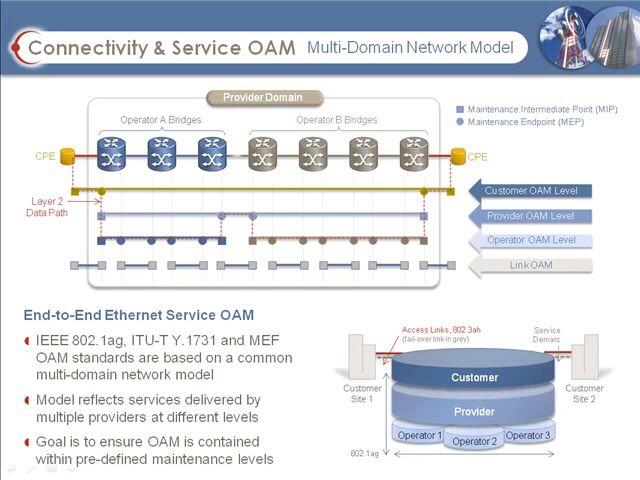 Connectivity & Service OAM Multi-Domain Network Model
Provider Domain
Operator A Bridges
Operator B Bridges
Maintenance Intermediate Point (MIP)
Maintenance Endpoint (MEP)
CPE
CPE
Layer 2
Data Path
Customer OAM Level
Provider OAM Level
Operator OAM Level
Link OAM
End-to-End Ethernet Service OAM
IEEE 802.1ag, ITU-T Y.1731 and MEF
OAM standards are based on a common
multi-domain network model
Model reflects services delivered by
multiple providers at different levels
Goal is to ensure OAM is contained
within pre-defined maintenance levels
Access Links, 802.3ah
(fail-over link in grey)
Service
Demarc
Customer
Site 1
Customer
Site 2
Customer
Provider
Operator 1
Operator 2
Operator 3
802.1ag